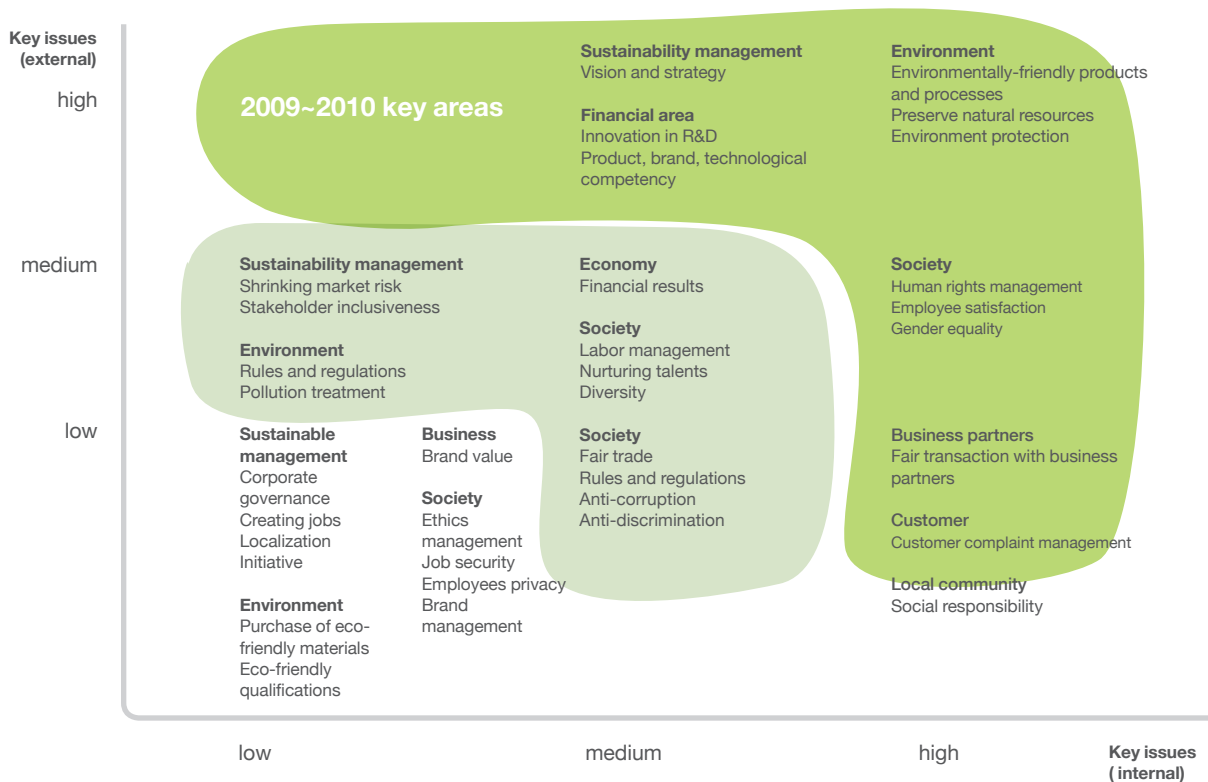 Key issues
(external)
high
2009~2010 key areas
Sustainability management
Vision and strategy
Financial area
Innovation in R&D
Product, brand, technological
competency
Environment
Environmentally-friendly products
and processes
Preserve natural resources
Environment protection
medium
Sustainability management
Shrinking market risk
Stakeholder inclusiveness
Environment
Rules and regulations
Pollution treatment
Economy
Financial results
Society
Labor management
Nurturing talents
Diversity
Society
Human rights management
Employee satisfaction
Gender equality
low
Sustainable
management
Corporate
governance
Creating jobs
Localization
Initiative
Environment
Purchase of eco-
friendly materials
Eco-friendly
qualifications
Business
Brand value
Society
Ethics
management
Job security
Employees privacy
Brand
management
Society
Fair trade
Rules and regulations
Anti-corruption
Anti-discrimination
Business partners
Fair transaction with business
partners
Customer
Customer complaint management
Local community
Social responsibility
low
medium
high
Key issues
( internal)